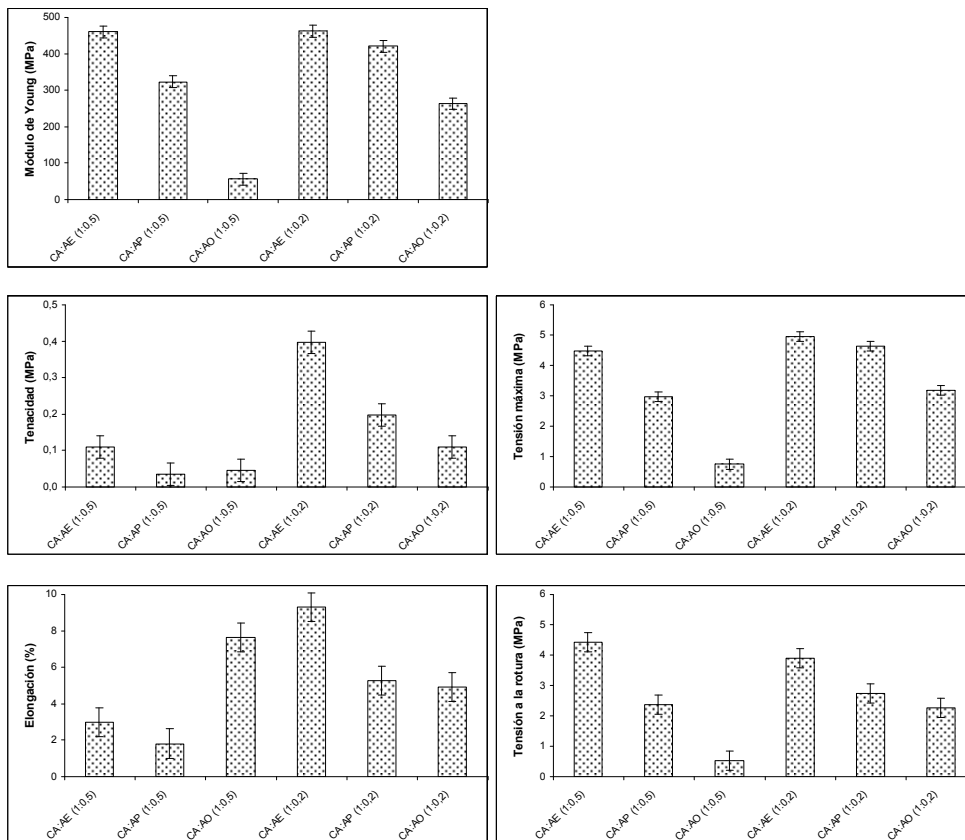 Módulo de Young (MPa)
500
400
300
200
100
0
CA:AE (1:0,5)
CA:AP (1:0,5)
CA:AO (1:0,5)
CA:AE (1:0,2)
CA:AP (1:0,2)
CA:AO (1:0,2)
Tenacidad (MPa)
0,5
0,4
0,3
0,2
0,1
0,0
CA:AE (1:0,5)
CA:AP (1:0,5)
CA:AO (1:0,5)
CA:AE (1:0,2)
CA:AP (1:0,2)
CA:AO (1:0,2)
Tensión máxima (MPa)
6
5
4
3
2
1
0
CA:AE (1:0,5)
CA:AP (1:0,5)
CA:AO (1:0,5)
CA:AE (1:0,2)
CA:AP (1:0,2)
CA:AO (1:0,2)
Elongación (%)
10
8
6
4
2
0
CA:AE (1:0,5)
CA:AP (1:0,5)
CA:AO (1:0,5)
CA:AE (1:0,2)
CA:AP (1:0,2)
CA:AO (1:0,2)
Tensión a la rotura (MPa)
6
5
4
3
2
1
0
CA:AE (1:0,5)
CA:AP (1:0,5)
CA:AO (1:0,5)
CA:AE (1:0,2)
CA:AP (1:0,2)
CA:AO (1:0,2)